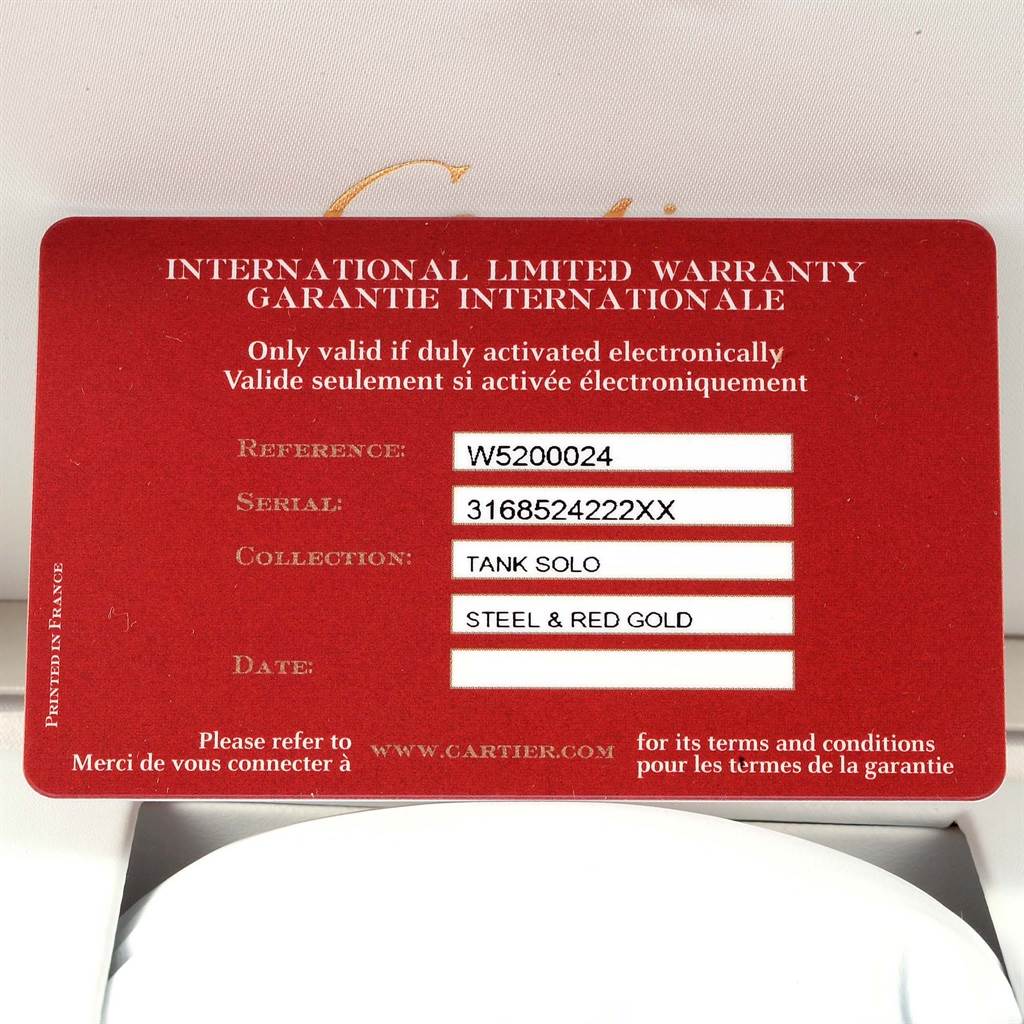 INTERNATIONAL LIMITED WARRANTY
GARANTIE INTERNATIONALE
Only valid if duly activated electronically
Valide seulement si activée électroniquement
REFERENCE: W5200024
SERIAL: 3168524222XX
COLLECTION: TANK SOLO
STEEL & RED GOLD
DATE:
PRINTED IN FRANCE
Please refer to WWW.CARTIER.COM for its terms and conditions
Merci de vous connecter à pour les termes de la garantie